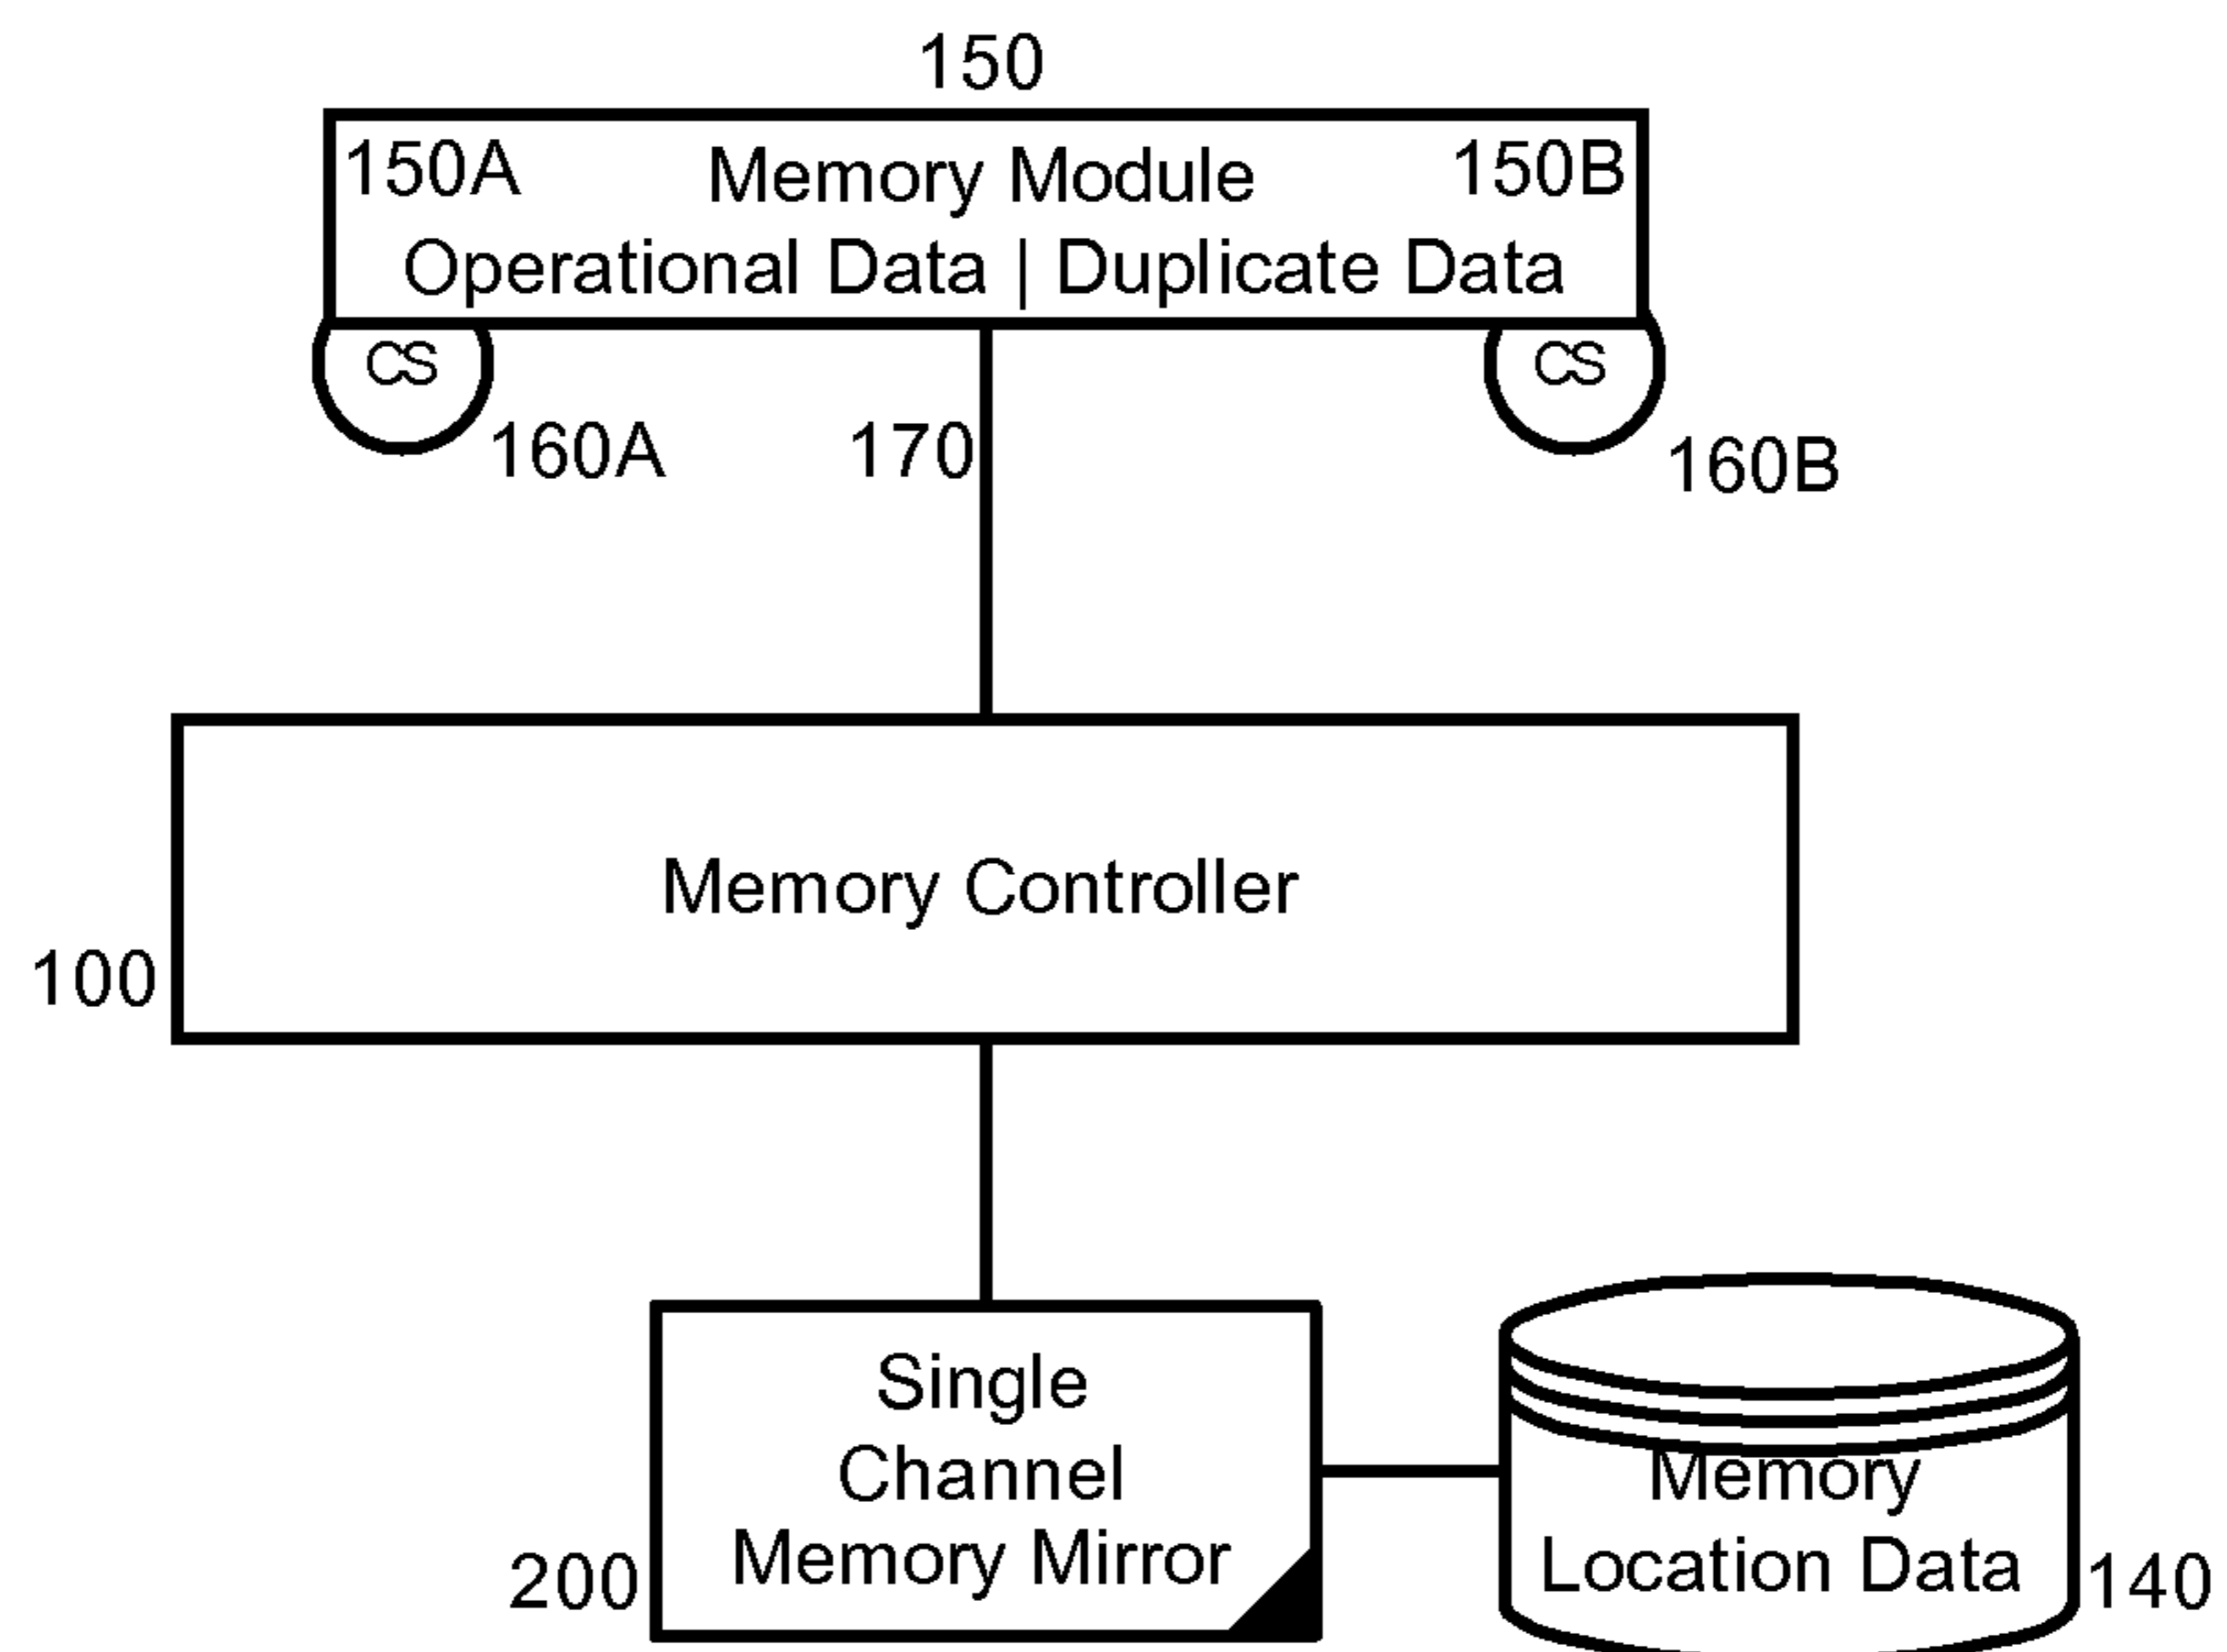 150
150A Memory Module 150B
Operational Data | Duplicate Data
CS CS
160A 170 160B
Memory Controller
100
Single
Channel
Memory Mirror
200
Memory
Location Data
140